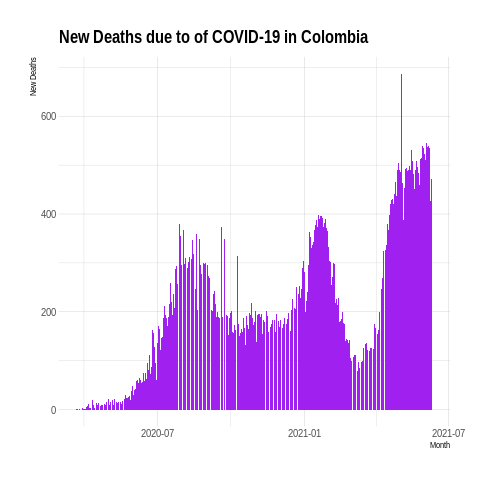 New Deaths due to of COVID-19 in Colombia
New Deaths
600
400
200
0
2020-07
2021-01
2021-07
Month